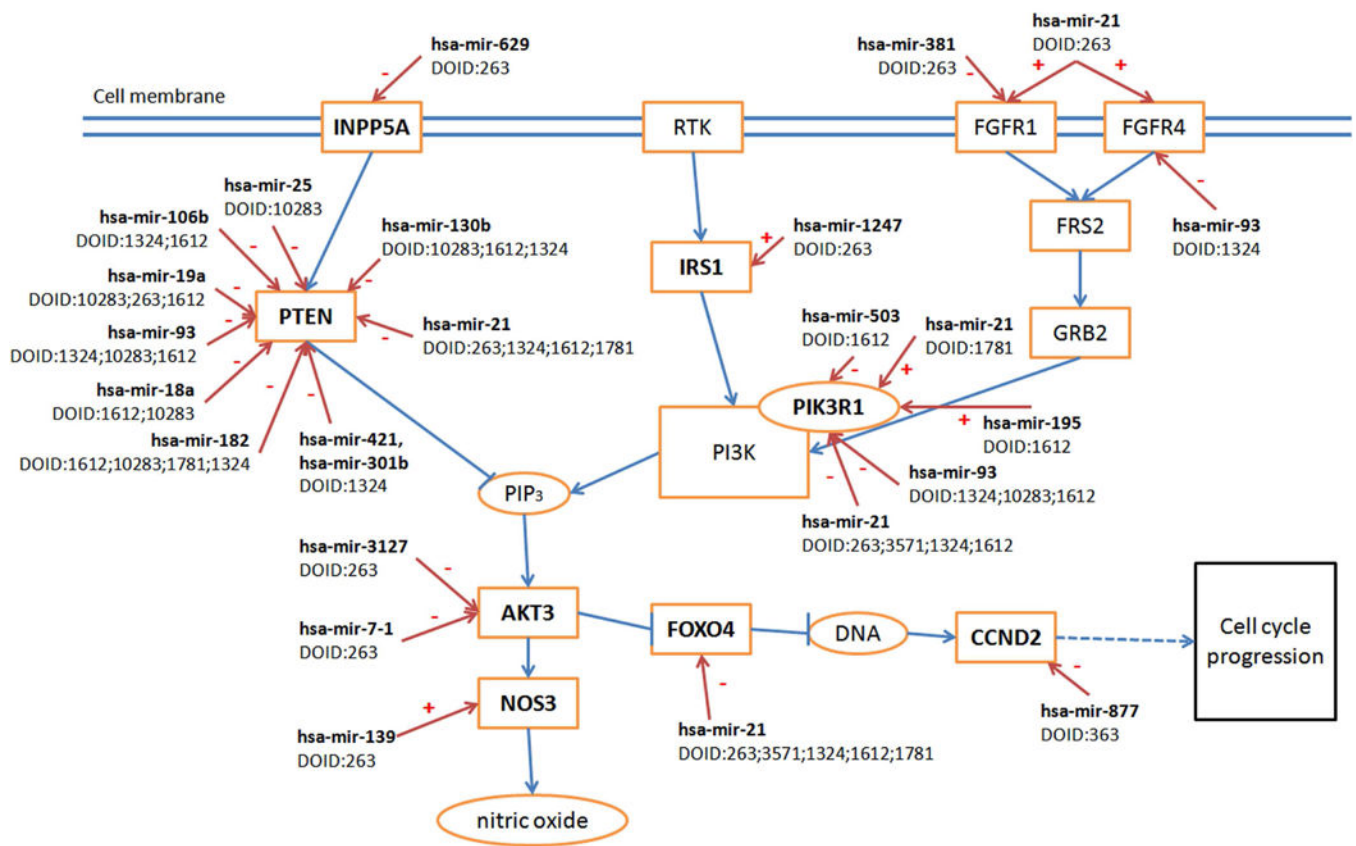 hsa-mir-629
DOID:263
hsa-mir-381
DOID:263
hsa-mir-21
DOID:263
-
-
+
+
Cell membrane
INPP5A
RTK
FGFR1
FGFR4
-
hsa-mir-25
DOID:10283
hsa-mir-106b
DOID:1324;1612
-
-
hsa-mir-130b
DOID:10283;1612;1324
-
hsa-mir-19a
DOID:10283;263;1612
-
hsa-mir-93
DOID:1324;10283;1612
-
hsa-mir-18a
DOID:1612;10283
-
hsa-mir-182
DOID:1612;10283;1781;1324
-
PTEN
-
hsa-mir-21
DOID:263;1324;1612;1781
-
hsa-mir-421,
hsa-mir-301b
DOID:1324
+
hsa-mir-1247
DOID:263
IRS1
FRS2
hsa-mir-93
DOID:1324
GRB2
hsa-mir-503
DOID:1612
-
hsa-mir-21
DOID:1781
+
PIK3R1
+
hsa-mir-195
DOID:1612
PI3K
-
-
hsa-mir-93
DOID:1324;10283;1612
hsa-mir-21
DOID:263;3571;1324;1612
PIP3
hsa-mir-3127
DOID:263
-
hsa-mir-7-1
DOID:263
-
AKT3
FOXO4
DNA
CCND2
Cell cycle
progression
-
hsa-mir-877
DOID:363
-
hsa-mir-21
DOID:263;3571;1324;1612;1781
+
hsa-mir-139
DOID:263
NOS3
nitric oxide